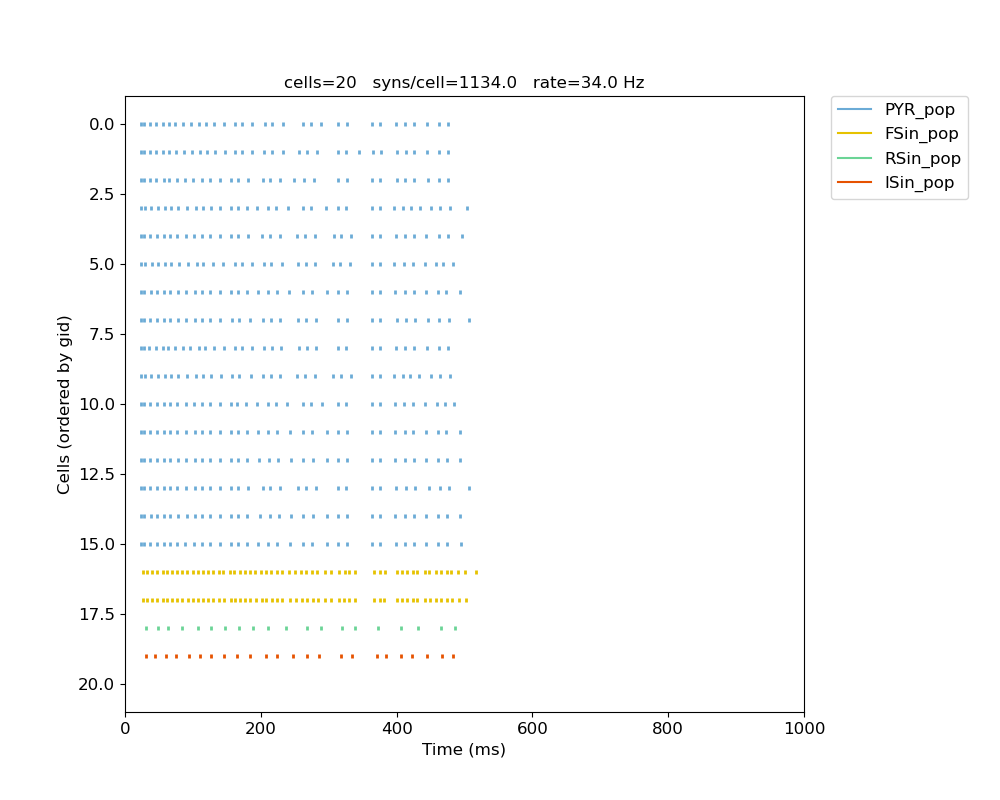 cells=20   syns/cell=1134.0   rate=34.0 Hz
PYR_pop
FSin_pop
RSin_pop
ISin_pop
Cells (ordered by gid)
0.0
2.5
5.0
7.5
10.0
12.5
15.0
17.5
20.0
0 200 400 600 800 1000
Time (ms)